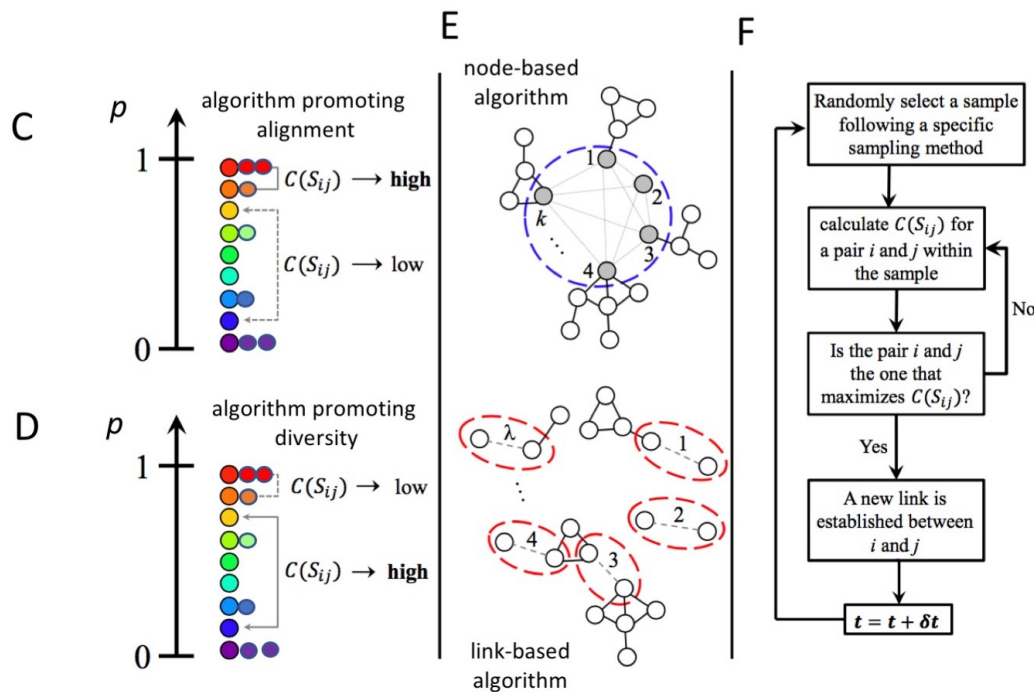 C
p
algorithm promoting
alignment
1
C(S_ij) → high
C(S_ij) → low
0
D
p
algorithm promoting
diversity
1
C(S_ij) → low
C(S_ij) → high
0
E
node-based
algorithm
1
2
3
4
k
...
λ
1
2
3
4
...
link-based
algorithm
F
Randomly select a sample
following a specific
sampling method
calculate C(S_ij) for
a pair i and j within
the sample
No
Is the pair i and j
the one that
maximizes C(S_ij)?
Yes
A new link is
established between
i and j
t = t + δt